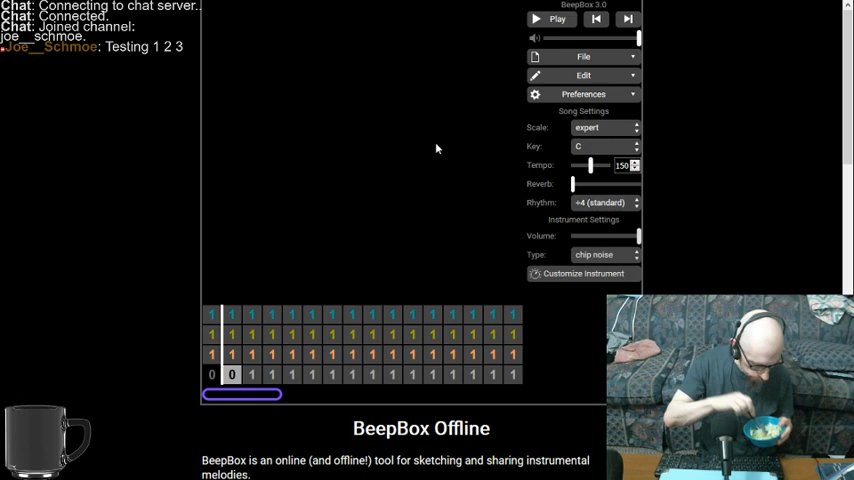 Chat: Connecting to chat server..
Chat: Connected.
Chat: Joined channel:
joe__schmoe.
Joe__Schmoe: Testing 1 2 3
BeepBox 3.0
Play
File
Edit
Preferences
Song Settings
Scale: expert
Key: C
Tempo: 150
Reverb:
Rhythm: ÷4 (standard)
Instrument Settings
Volume:
Type: chip noise
Customize Instrument
1 1 1 1 1 1 1 1 1 1 1 1 1 1 1 1
1 1 1 1 1 1 1 1 1 1 1 1 1 1 1 1
1 1 1 1 1 1 1 1 1 1 1 1 1 1 1 1
0 0 1 1 1 1 1 1 1 1 1 1 1 1 1 1
BeepBox Offline
BeepBox is an online (and offline!) tool for sketching and sharing instrumental
melodies.